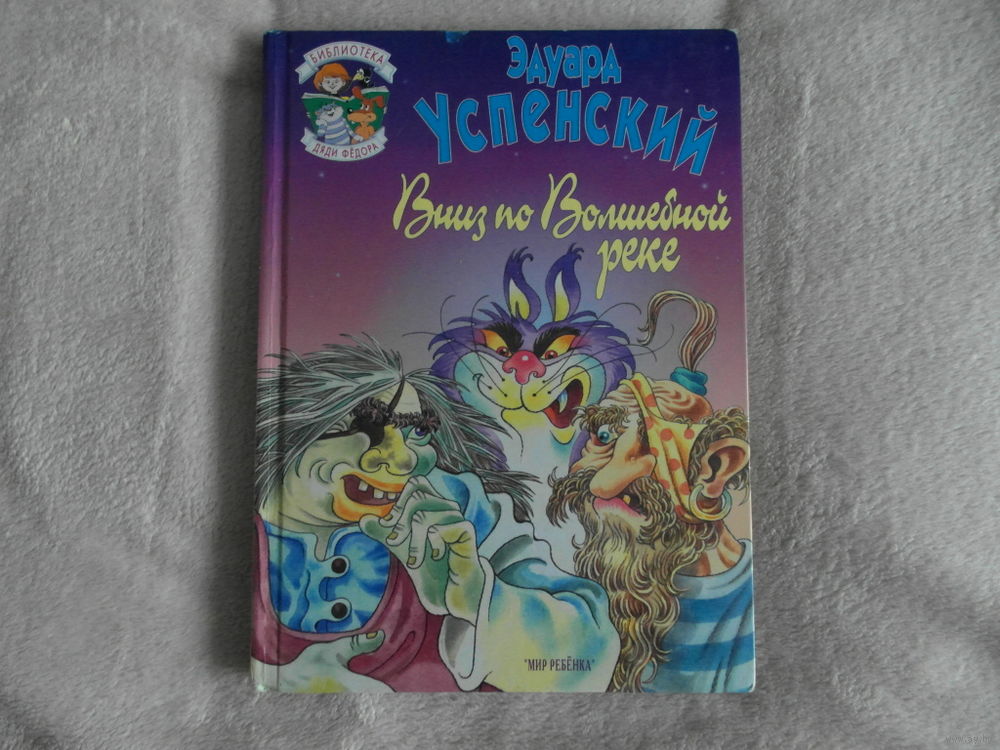 БИБЛИОТЕКА
ДЯДИ ФЁДОРА
Эдуард
Успенский
Вниз по Волшебной
реке
"МИР РЕБЁНКА"